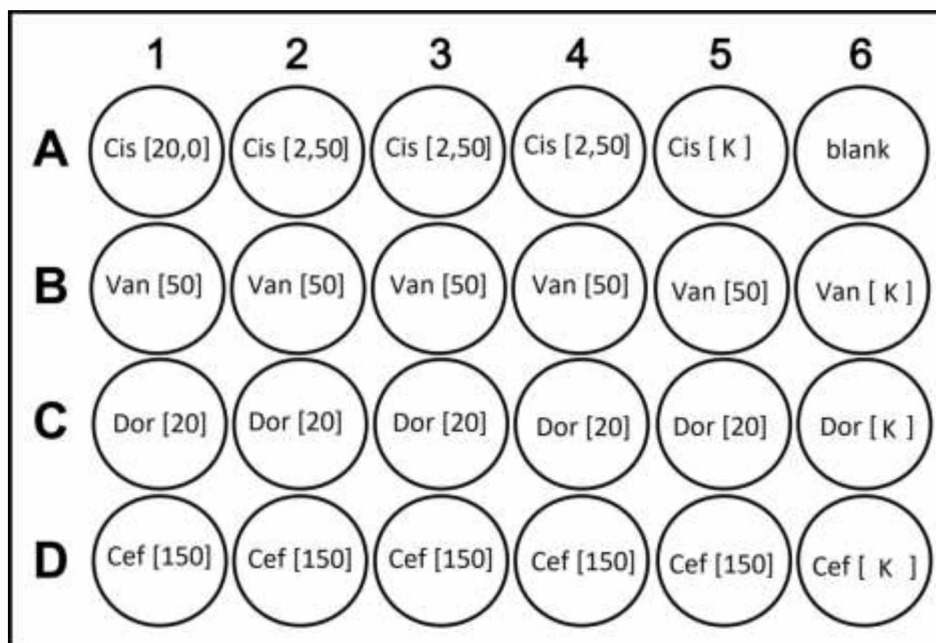 1 2 3 4 5 6
A Cis [20,0] Cis [2,50] Cis [2,50] Cis [2,50] Cis [ K ] blank
B Van [50] Van [50] Van [50] Van [50] Van [50] Van [ K ]
C Dor [20] Dor [20] Dor [20] Dor [20] Dor [20] Dor [ K ]
D Cef [150] Cef [150] Cef [150] Cef [150] Cef [150] Cef [ K ]